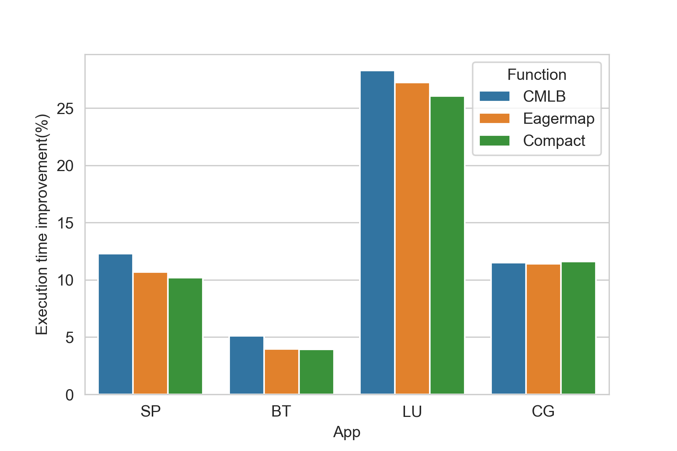 Execution time improvement(%)
25
20
15
10
5
0
Function
CMLB
Eagermap
Compact
SP BT LU CG
App